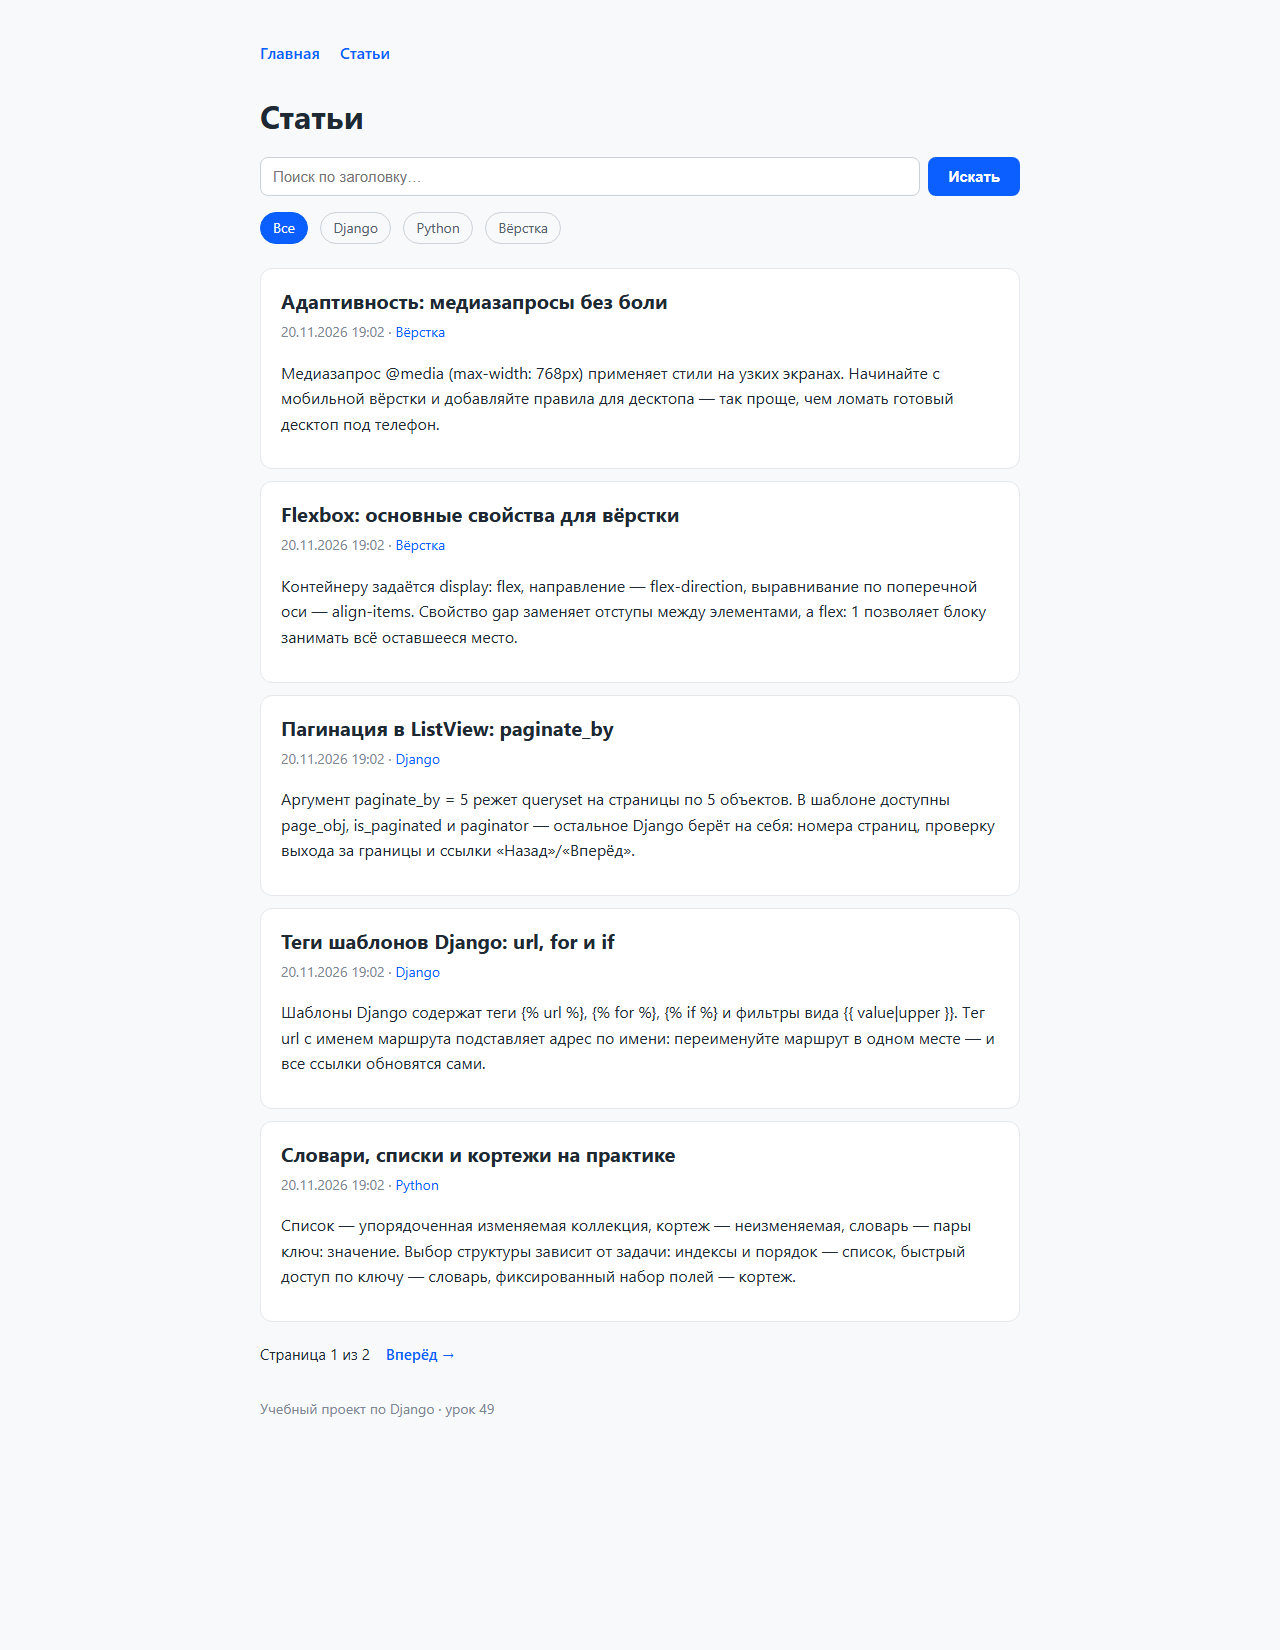 Главная Статьи
Статьи
Поиск по заголовку…
Искать
Все Django Python Вёрстка
Адаптивность: медиазапросы без боли
20.11.2026 19:02 · Вёрстка
Медиазапрос @media (max-width: 768px) применяет стили на узких экранах. Начинайте с
мобильной вёрстки и добавляйте правила для десктопа — так проще, чем ломать готовый
десктоп под телефон.
Flexbox: основные свойства для вёрстки
20.11.2026 19:02 · Вёрстка
Контейнеру задаётся display: flex, направление — flex-direction, выравнивание по поперечной
оси — align-items. Свойство gap заменяет отступы между элементами, а flex: 1 позволяет блоку
занимать всё оставшееся место.
Пагинация в ListView: paginate_by
20.11.2026 19:02 · Django
Аргумент paginate_by = 5 режет queryset на страницы по 5 объектов. В шаблоне доступны
page_obj, is_paginated и paginator — остальное Django берёт на себя: номера страниц, проверку
выхода за границы и ссылки «Назад»/«Вперёд».
Теги шаблонов Django: url, for и if
20.11.2026 19:02 · Django
Шаблоны Django содержат теги {% url %}, {% for %}, {% if %} и фильтры вида {{ value|upper }}. Тег
url с именем маршрута подставляет адрес по имени: переименуйте маршрут в одном месте — и
все ссылки обновятся сами.
Словари, списки и кортежи на практике
20.11.2026 19:02 · Python
Список — упорядоченная изменяемая коллекция, кортеж — неизменяемая, словарь — пары
ключ: значение. Выбор структуры зависит от задачи: индексы и порядок — список, быстрый
доступ по ключу — словарь, фиксированный набор полей — кортеж.
Страница 1 из 2 Вперёд →
Учебный проект по Django · урок 49